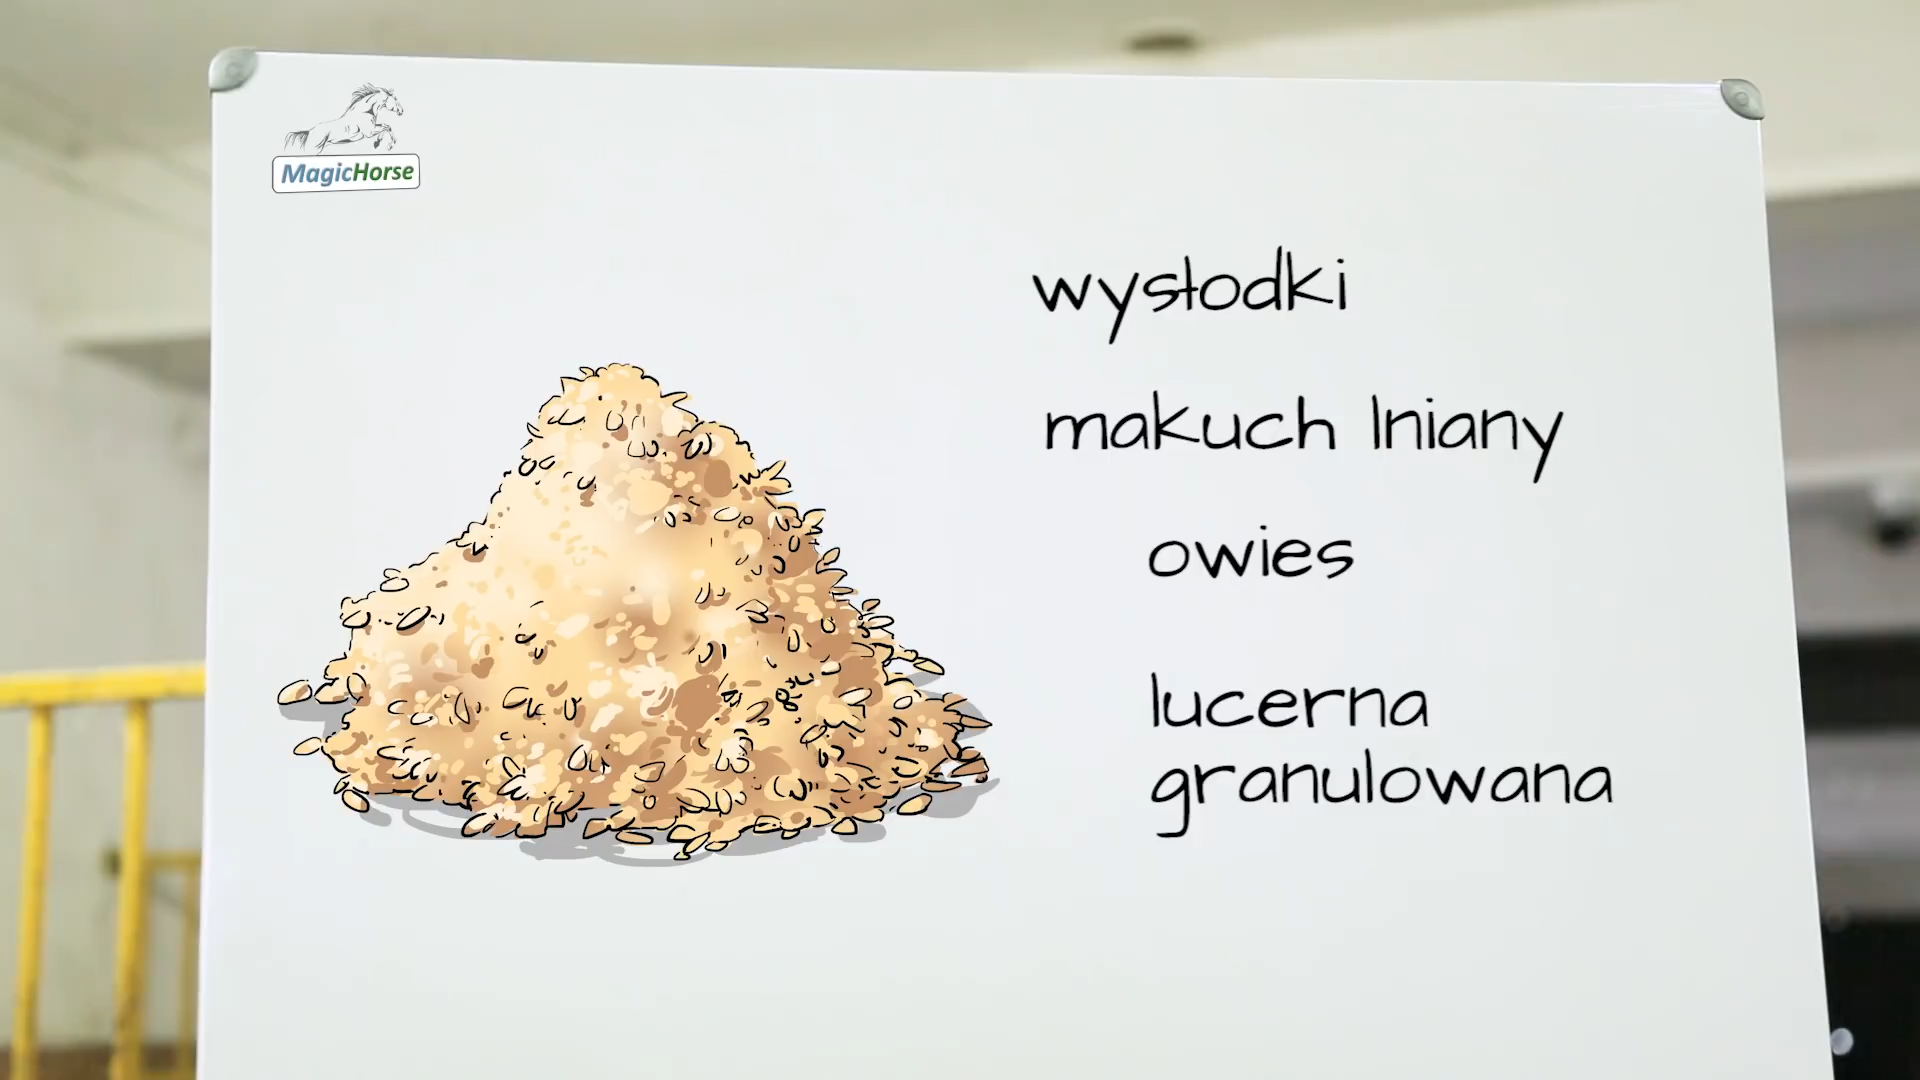 MagicHorse
wysłodki
makuch lniany
owies
lucerna
granulowana